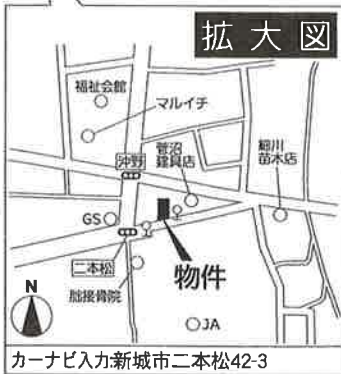 拡大図
福祉会館
マルイチ
沖野
菅沼
建具店
細川
苗木店
GS
二本松
物件
接骨院
N
JA
カーナビ入力:新城市二本松42-3